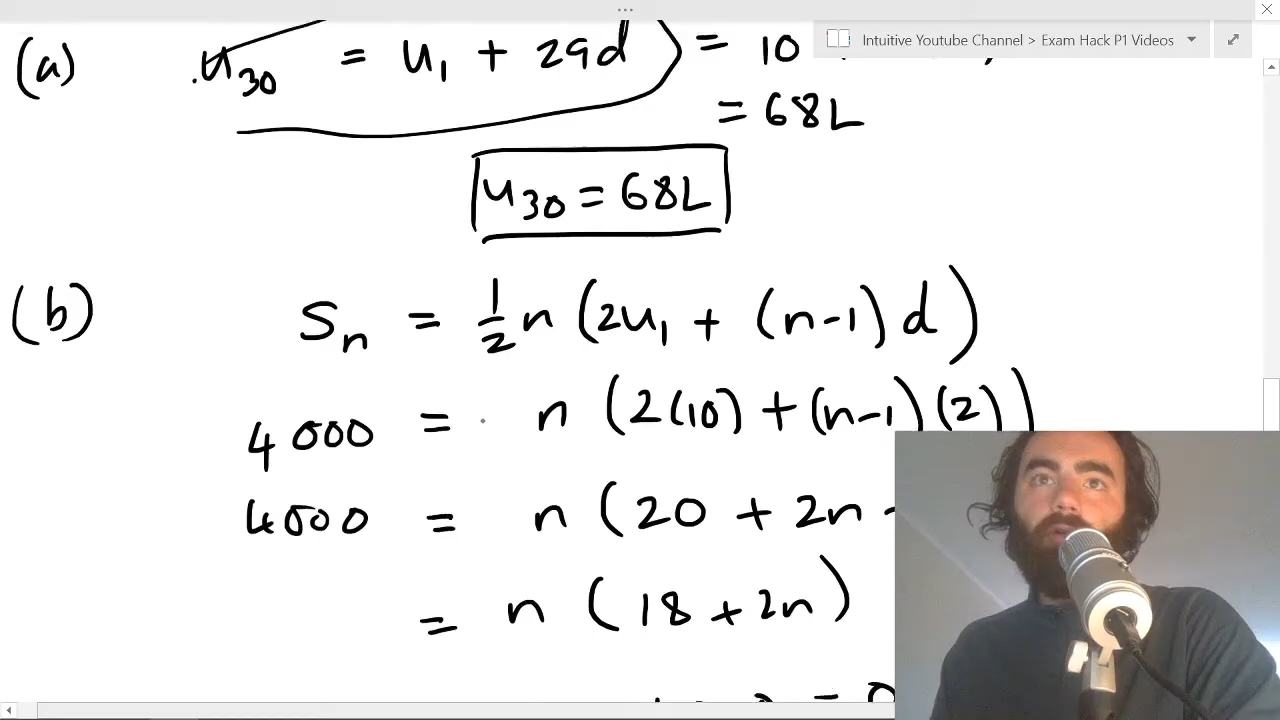 Intuitive Youtube Channel > Exam Hack P1 Videos
(a) u₃₀ = u₁ + 29d = 10
= 68L
u₃₀ = 68L
(b) Sₙ = ½n (2u₁ + (n-1)d)
4000 = n (2(10) + (n-1)(2))
4000 = n (20 + 2n -
= n (18 + 2n)
= 0